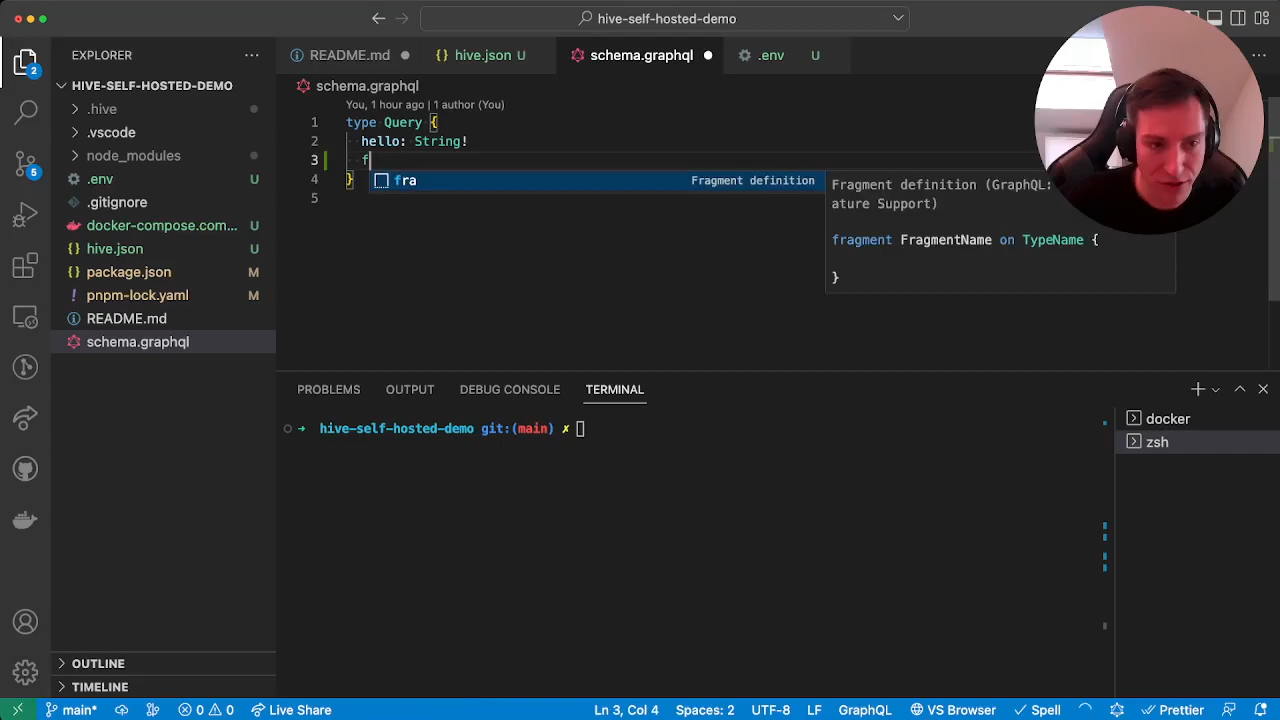 hive-self-hosted-demo
EXPLORER
README.md
hive.json U
schema.graphql
.env U
HIVE-SELF-HOSTED-DEMO
schema.graphql
.hive
You, 1 hour ago | 1 author (You)
.vscode
1 type Query {
node_modules
2 hello: String!
.env U
3 f
.gitignore
4 }
docker-compose.com... U
5
hive.json U
package.json M
pnpm-lock.yaml M
README.md
schema.graphql
fra Fragment definition
Fragment definition (GraphQL:
ature Support)
fragment FragmentName on TypeName {
}
PROBLEMS OUTPUT DEBUG CONSOLE TERMINAL
→ hive-self-hosted-demo git:(main) ✗
docker
zsh
2
5
OUTLINE
TIMELINE
main* 0 0 Live Share Ln 3, Col 4 Spaces: 2 UTF-8 LF GraphQL VS Browser Spell Prettier